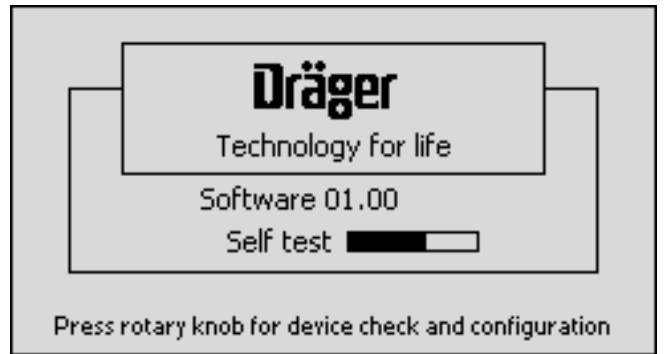 Dräger
Technology for life
Software 01.00
Self test
Press rotary knob for device check and configuration